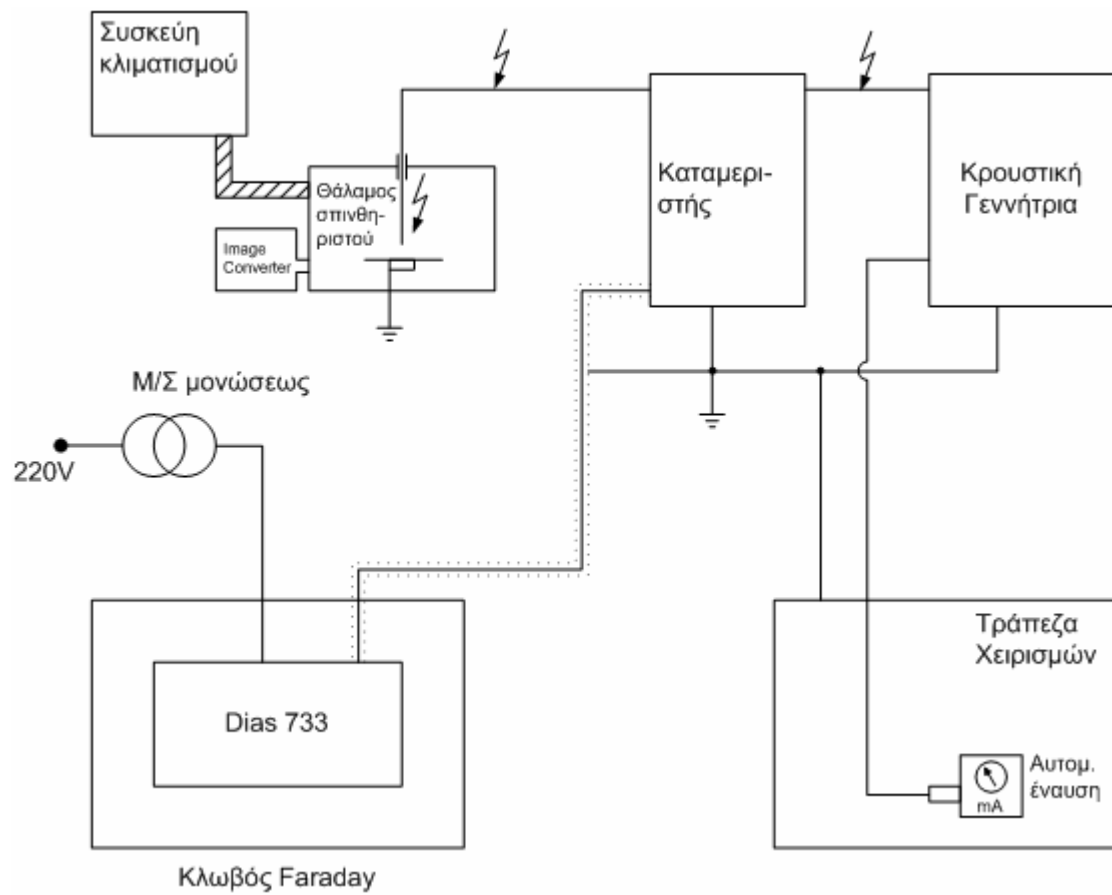 Συσκεύη
κλιματισμού
Θάλαμος
σπινθη-
ριστού
Image
Converter
Καταμερι-
στής
Κρουστική
Γεννήτρια
Μ/Σ μονώσεως
220V
Dias 733
Κλωβός Faraday
Τράπεζα
Χειρισμών
Αυτομ.
έναυση
mA